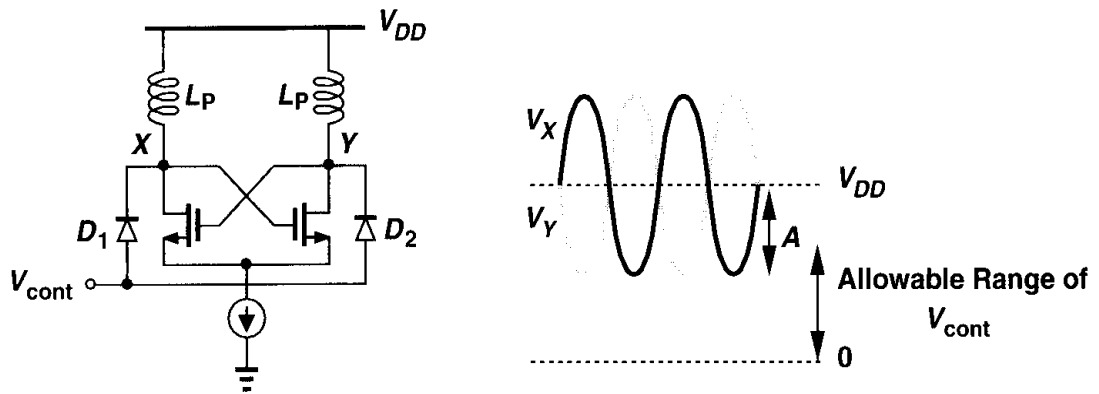 V_DD
L_P L_P
X Y
D_1 D_2
V_cont
V_X
V_DD
V_Y
A
Allowable Range of
V_cont
0